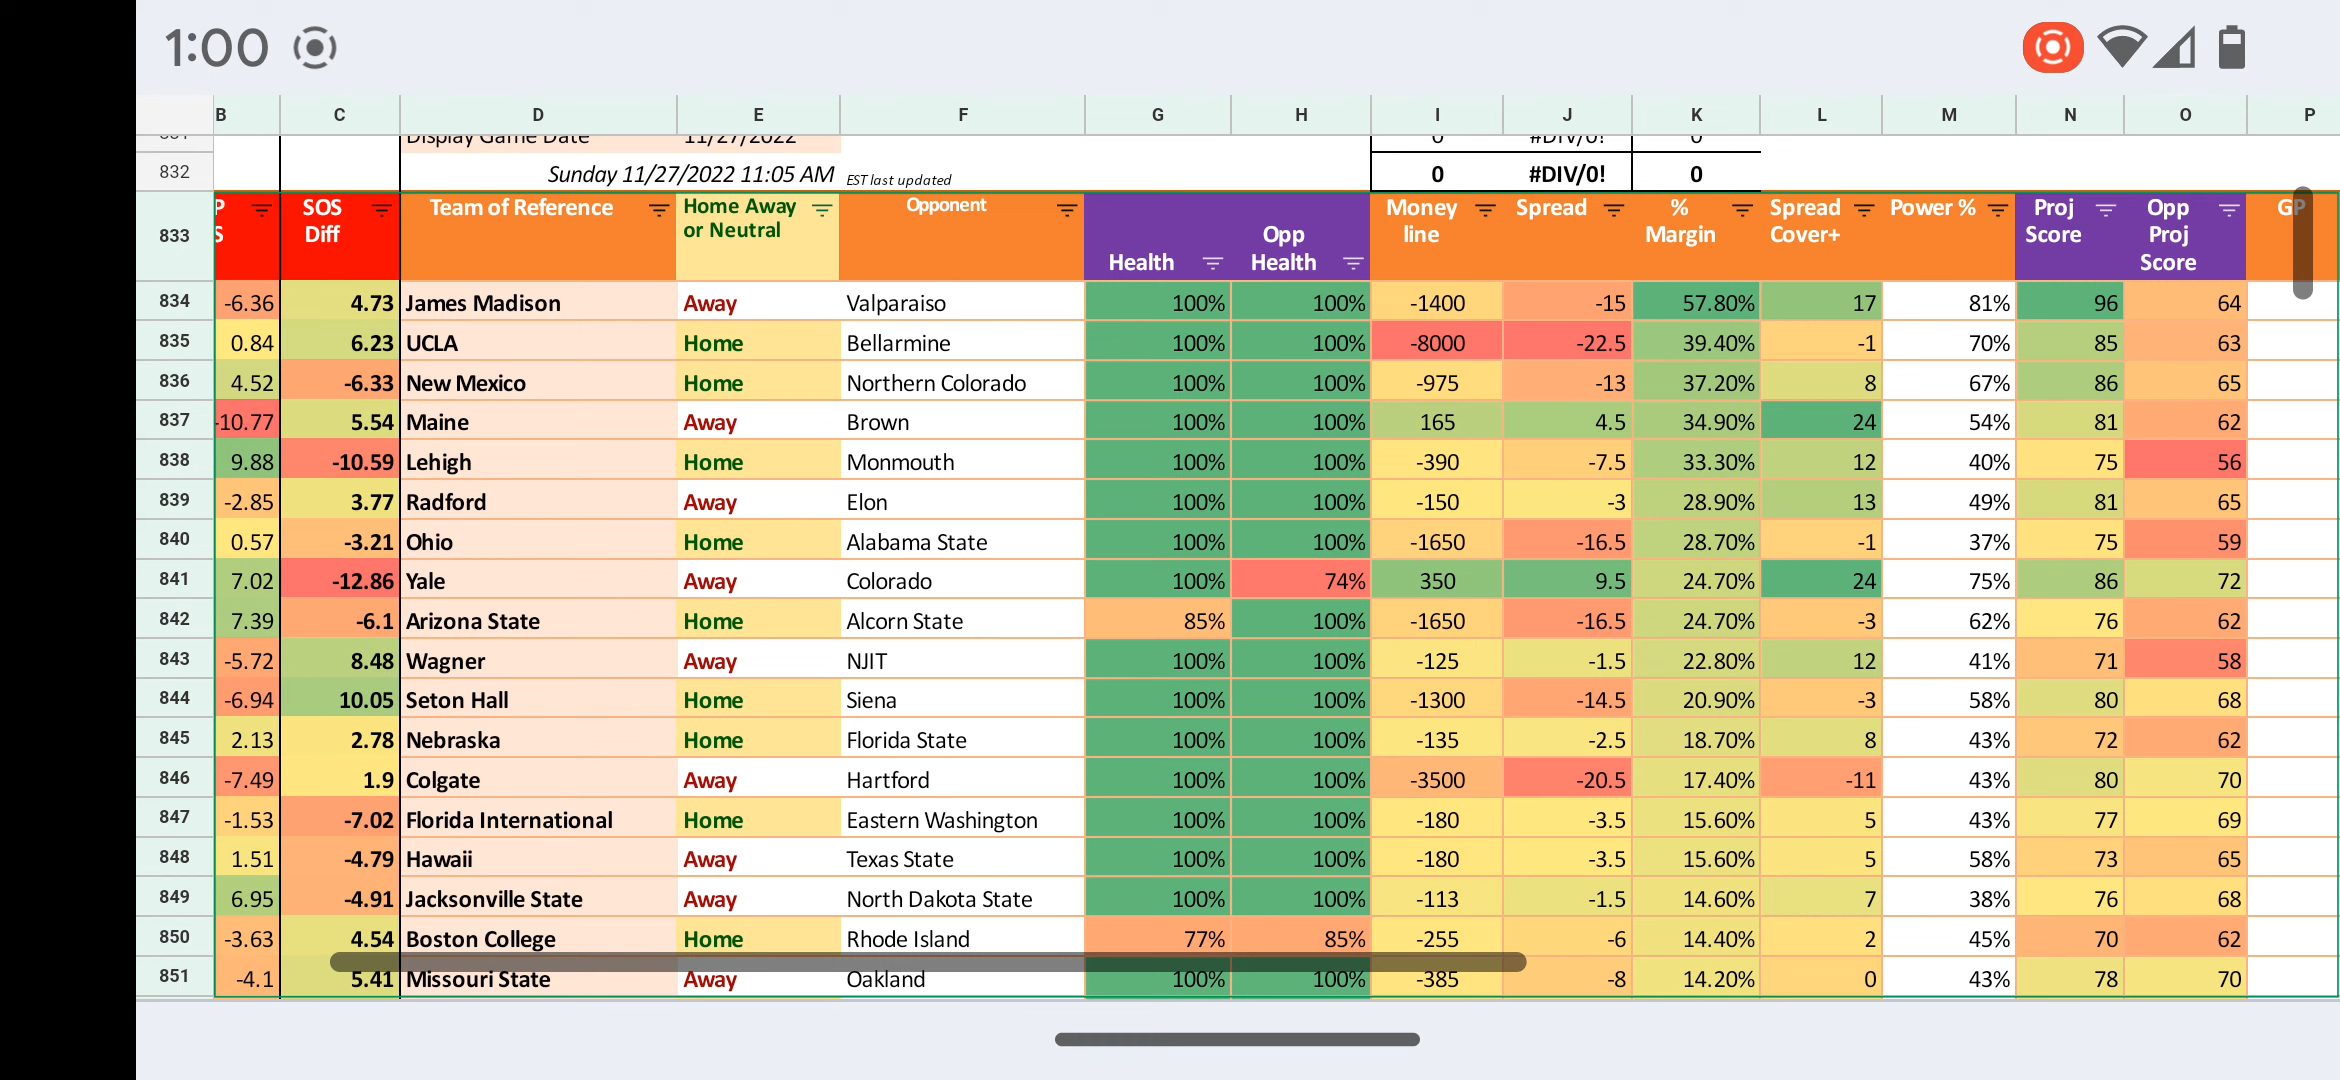 1:00
B C D E F G H I J K L M N O P
Display Game Date 11/27/2022 0 #DIV/0! 0
832 Sunday 11/27/2022 11:05 AM EST last updated 0 #DIV/0! 0
833 P S SOS Diff Team of Reference Home Away or Neutral Opponent Health Opp Health Money line Spread % Margin Spread Cover+ Power % Proj Score Opp Proj Score GP
834 -6.36 4.73 James Madison Away Valparaiso 100% 100% -1400 -15 57.80% 17 81% 96 64
835 0.84 6.23 UCLA Home Bellarmine 100% 100% -8000 -22.5 39.40% -1 70% 85 63
836 4.52 -6.33 New Mexico Home Northern Colorado 100% 100% -975 -13 37.20% 8 67% 86 65
837 -10.77 5.54 Maine Away Brown 100% 100% 165 4.5 34.90% 24 54% 81 62
838 9.88 -10.59 Lehigh Home Monmouth 100% 100% -390 -7.5 33.30% 12 40% 75 56
839 -2.85 3.77 Radford Away Elon 100% 100% -150 -3 28.90% 13 49% 81 65
840 0.57 -3.21 Ohio Home Alabama State 100% 100% -1650 -16.5 28.70% -1 37% 75 59
841 7.02 -12.86 Yale Away Colorado 100% 74% 350 9.5 24.70% 24 75% 86 72
842 7.39 -6.1 Arizona State Home Alcorn State 85% 100% -1650 -16.5 24.70% -3 62% 76 62
843 -5.72 8.48 Wagner Away NJIT 100% 100% -125 -1.5 22.80% 12 41% 71 58
844 -6.94 10.05 Seton Hall Home Siena 100% 100% -1300 -14.5 20.90% -3 58% 80 68
845 2.13 2.78 Nebraska Home Florida State 100% 100% -135 -2.5 18.70% 8 43% 72 62
846 -7.49 1.9 Colgate Away Hartford 100% 100% -3500 -20.5 17.40% -11 43% 80 70
847 -1.53 -7.02 Florida International Home Eastern Washington 100% 100% -180 -3.5 15.60% 5 43% 77 69
848 1.51 -4.79 Hawaii Away Texas State 100% 100% -180 -3.5 15.60% 5 58% 73 65
849 6.95 -4.91 Jacksonville State Away North Dakota State 100% 100% -113 -1.5 14.60% 7 38% 76 68
850 -3.63 4.54 Boston College Home Rhode Island 77% 85% -255 -6 14.40% 2 45% 70 62
851 -4.1 5.41 Missouri State Away Oakland 100% 100% -385 -8 14.20% 0 43% 78 70